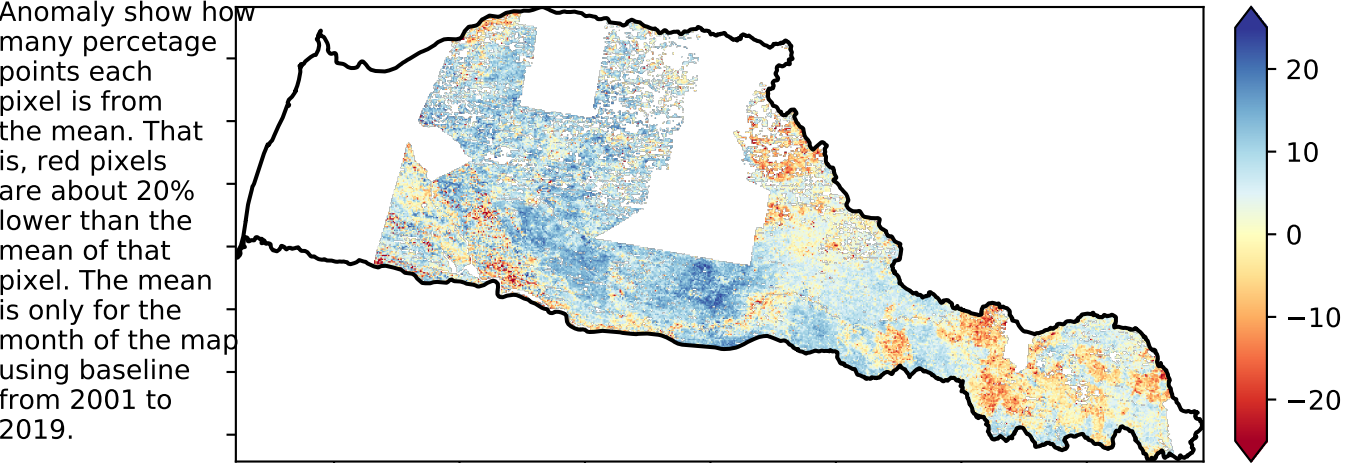 Anomaly show how
many percetage
points each
pixel is from
the mean. That
is, red pixels
are about 20%
lower than the
mean of that
pixel. The mean
is only for the
month of the map
using baseline
from 2001 to
2019.
20
10
0
−10
−20